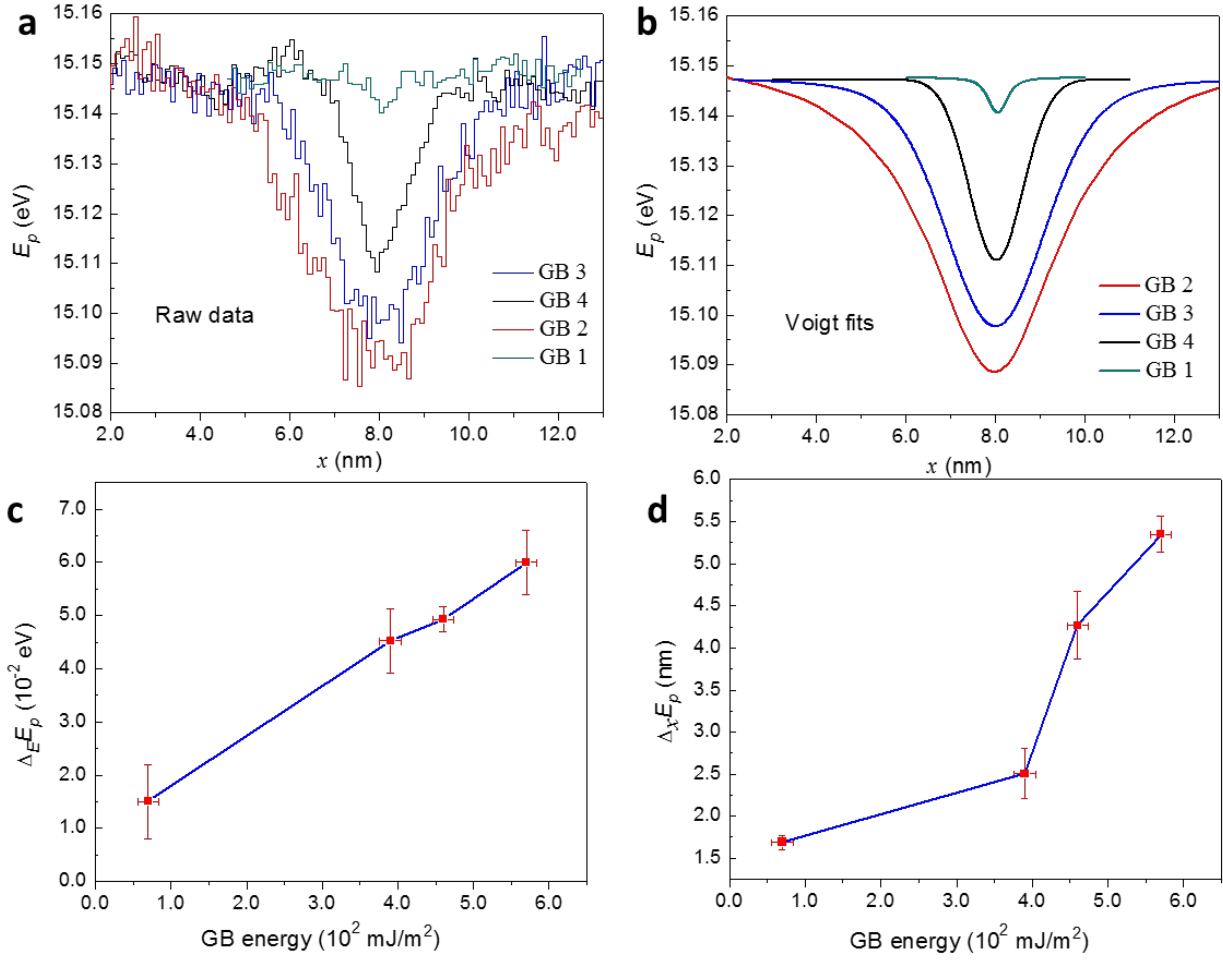 a
15.16
15.15
15.14
15.13
15.12
15.11
15.10
15.09
15.08
E_p (eV)
Raw data
GB 3
GB 4
GB 2
GB 1
2.0 4.0 6.0 8.0 10.0 12.0
x (nm)
b
15.16
15.15
15.14
15.13
15.12
15.11
15.10
15.09
15.08
E_p (eV)
Voigt fits
GB 2
GB 3
GB 4
GB 1
2.0 4.0 6.0 8.0 10.0 12.0
x (nm)
c
7.0
6.0
5.0
4.0
3.0
2.0
1.0
0.0
Δ_E E_p (10⁻² eV)
0.0 1.0 2.0 3.0 4.0 5.0 6.0
GB energy (10² mJ/m²)
d
6.0
5.5
5.0
4.5
4.0
3.5
3.0
2.5
2.0
1.5
Δ_x E_p (nm)
0.0 1.0 2.0 3.0 4.0 5.0 6.0
GB energy (10² mJ/m²)